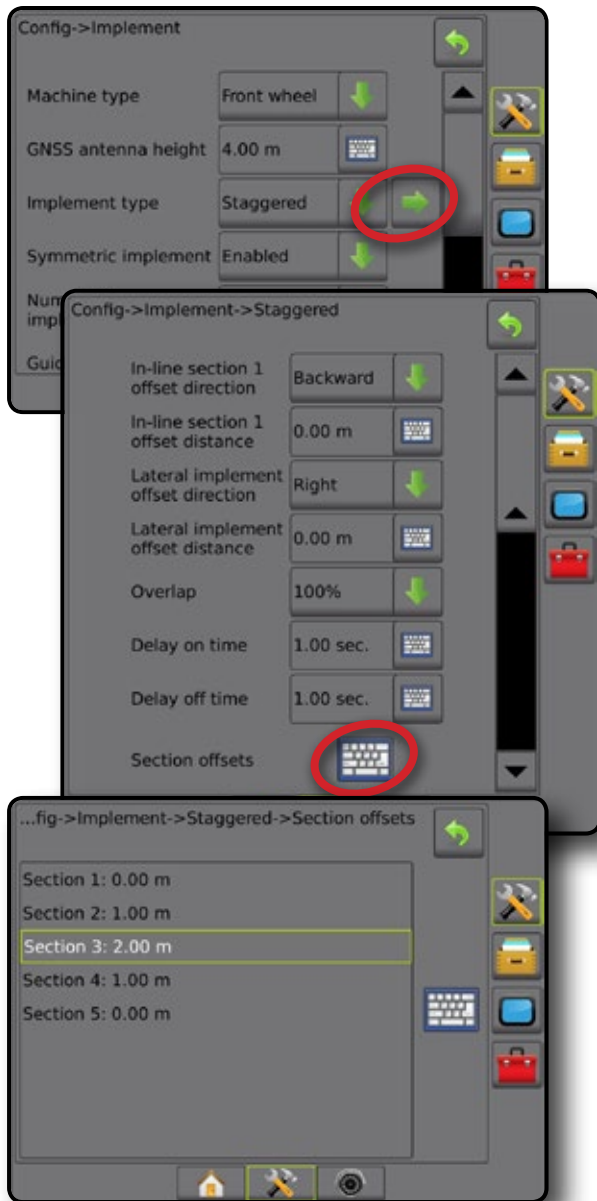 Config->Implement
Machine type Front wheel
GNSS antenna height 4.00 m
Implement type Staggered
Symmetric implement Enabled
Config->Implement->Staggered
In-line section 1
offset direction
Backward
In-line section 1
offset distance
0.00 m
Lateral implement
offset direction
Right
Lateral implement
offset distance
0.00 m
Overlap 100%
Delay on time 1.00 sec.
Delay off time 1.00 sec.
Section offsets
...fig->Implement->Staggered->Section offsets
Section 1: 0.00 m
Section 2: 1.00 m
Section 3: 2.00 m
Section 4: 1.00 m
Section 5: 0.00 m